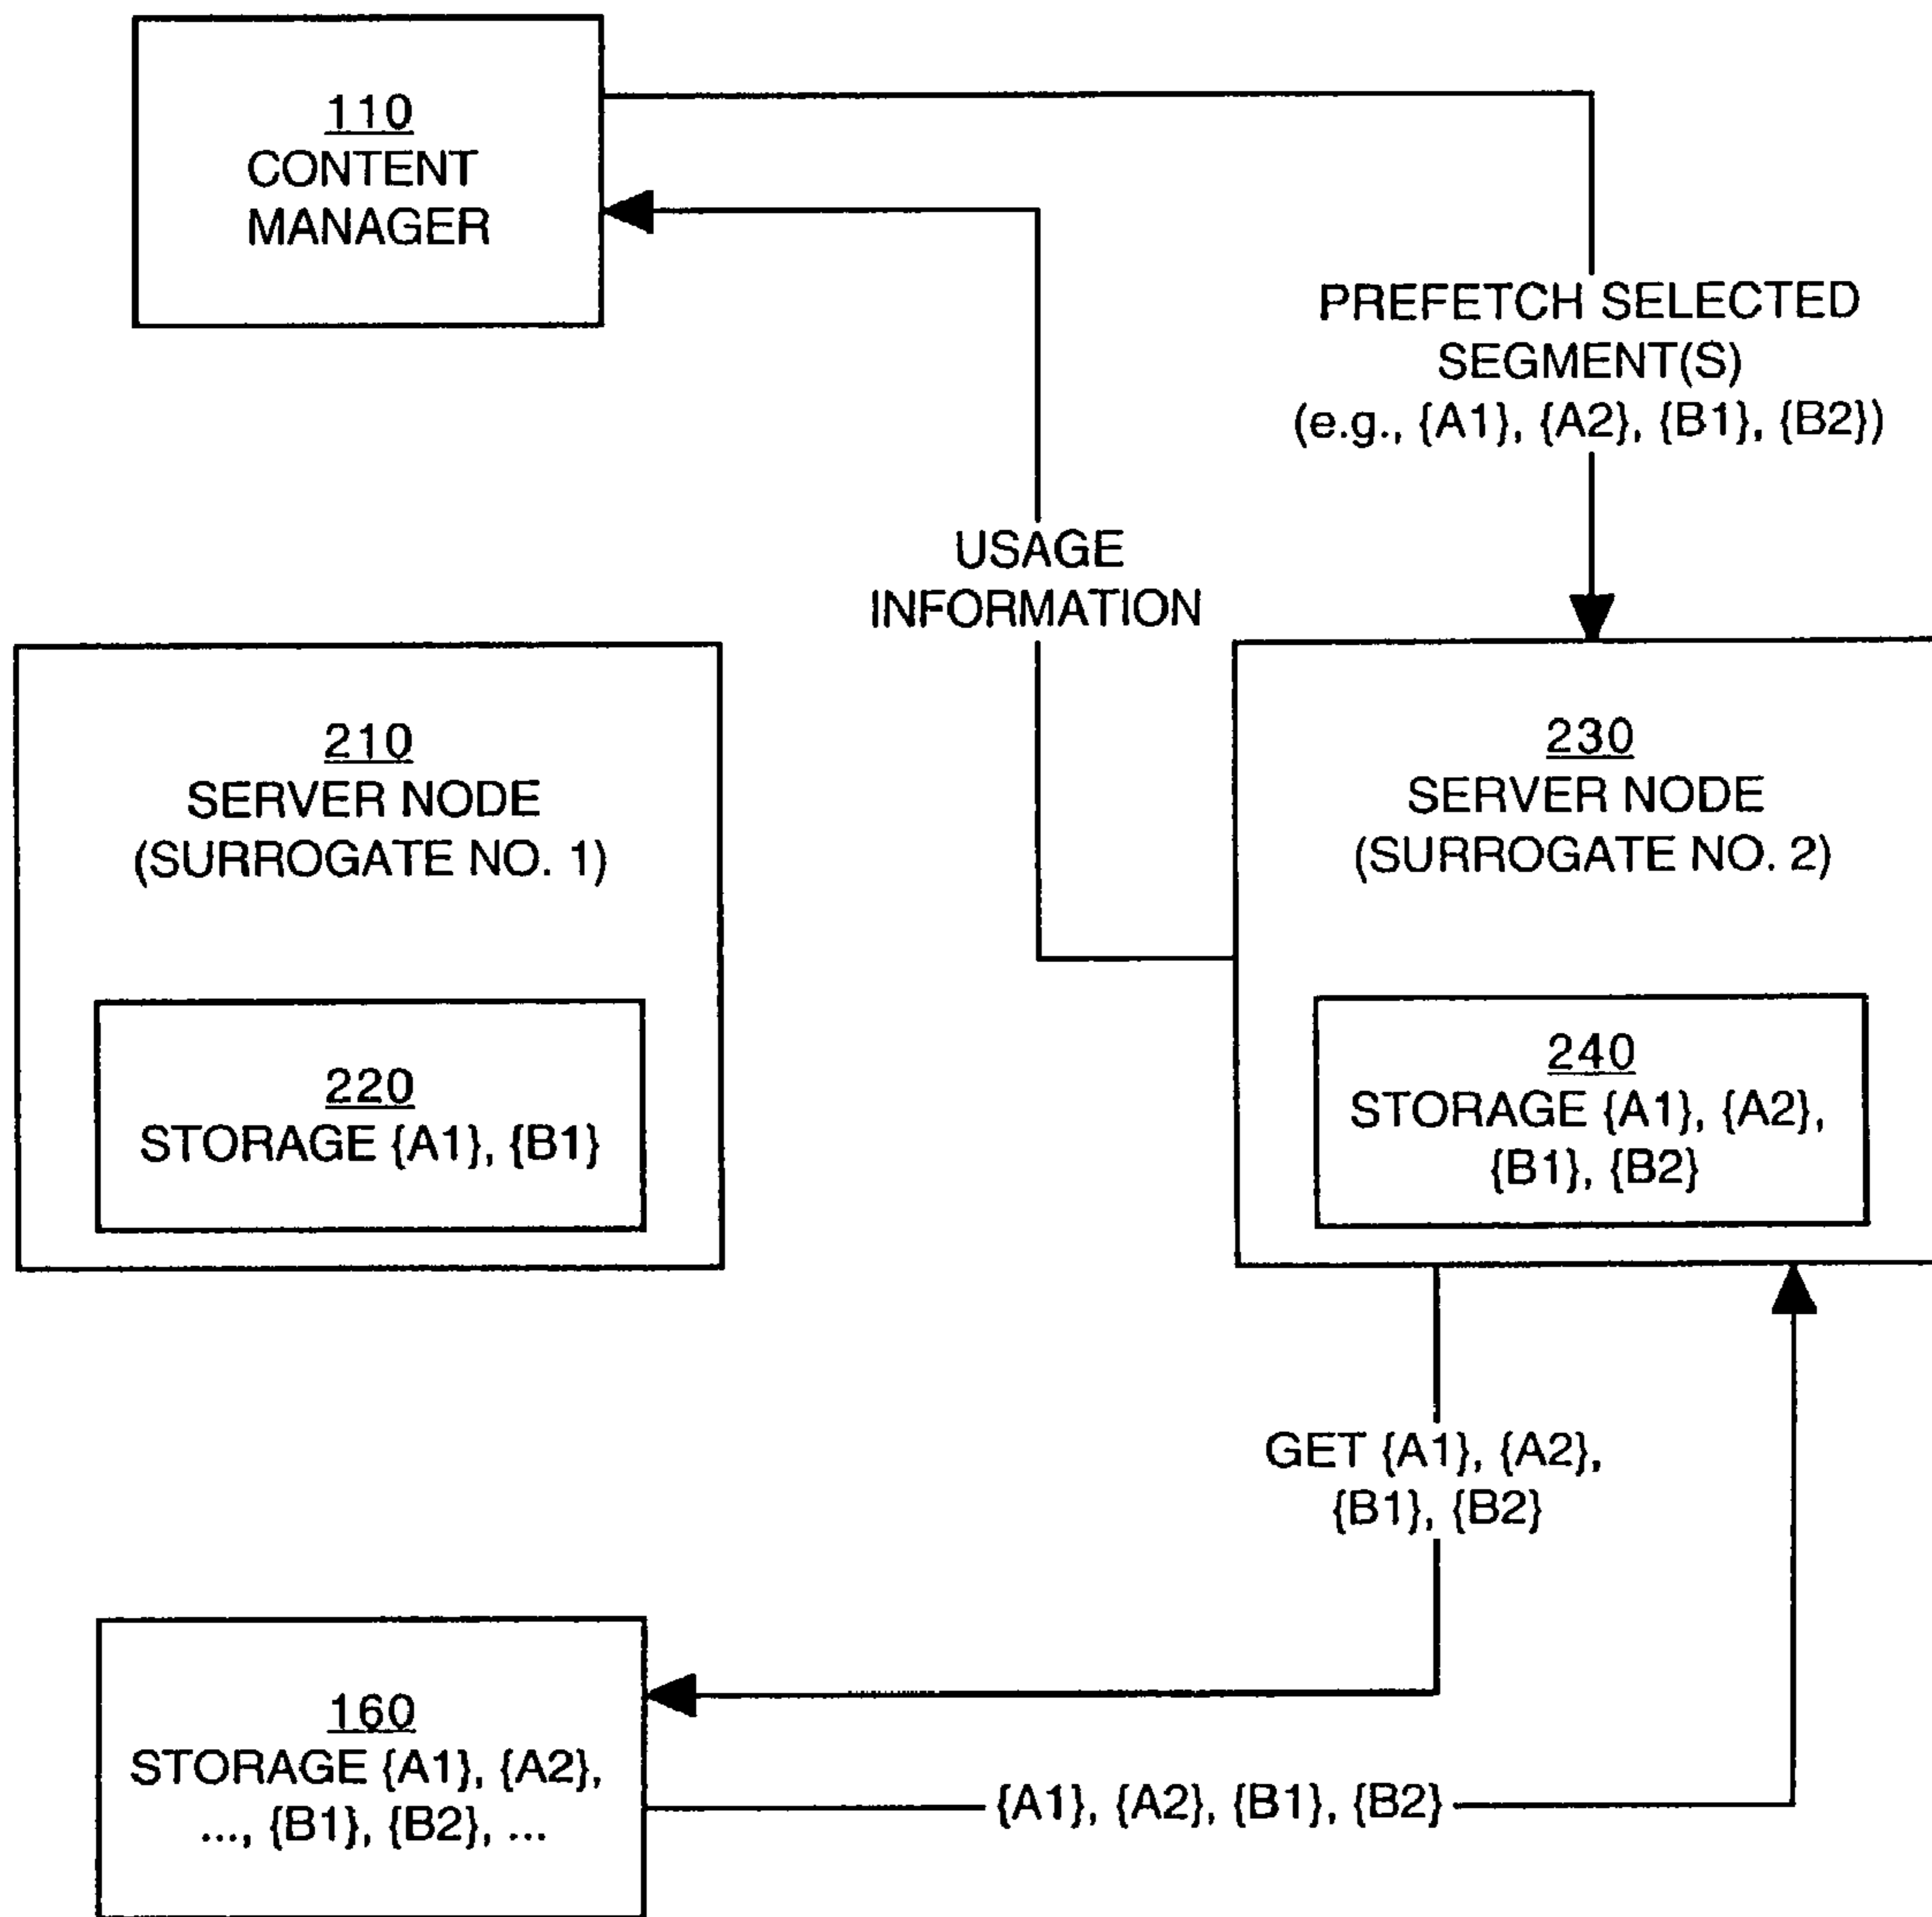 110
CONTENT
MANAGER
PREFETCH SELECTED
SEGMENT(S)
(e.g., {A1}, {A2}, {B1}, {B2})
USAGE
INFORMATION
210
SERVER NODE
(SURROGATE NO. 1)
220
STORAGE {A1}, {B1}
230
SERVER NODE
(SURROGATE NO. 2)
240
STORAGE {A1}, {A2},
{B1}, {B2}
GET {A1}, {A2},
{B1}, {B2}
160
STORAGE {A1}, {A2},
..., {B1}, {B2}, ...
{A1}, {A2}, {B1}, {B2}